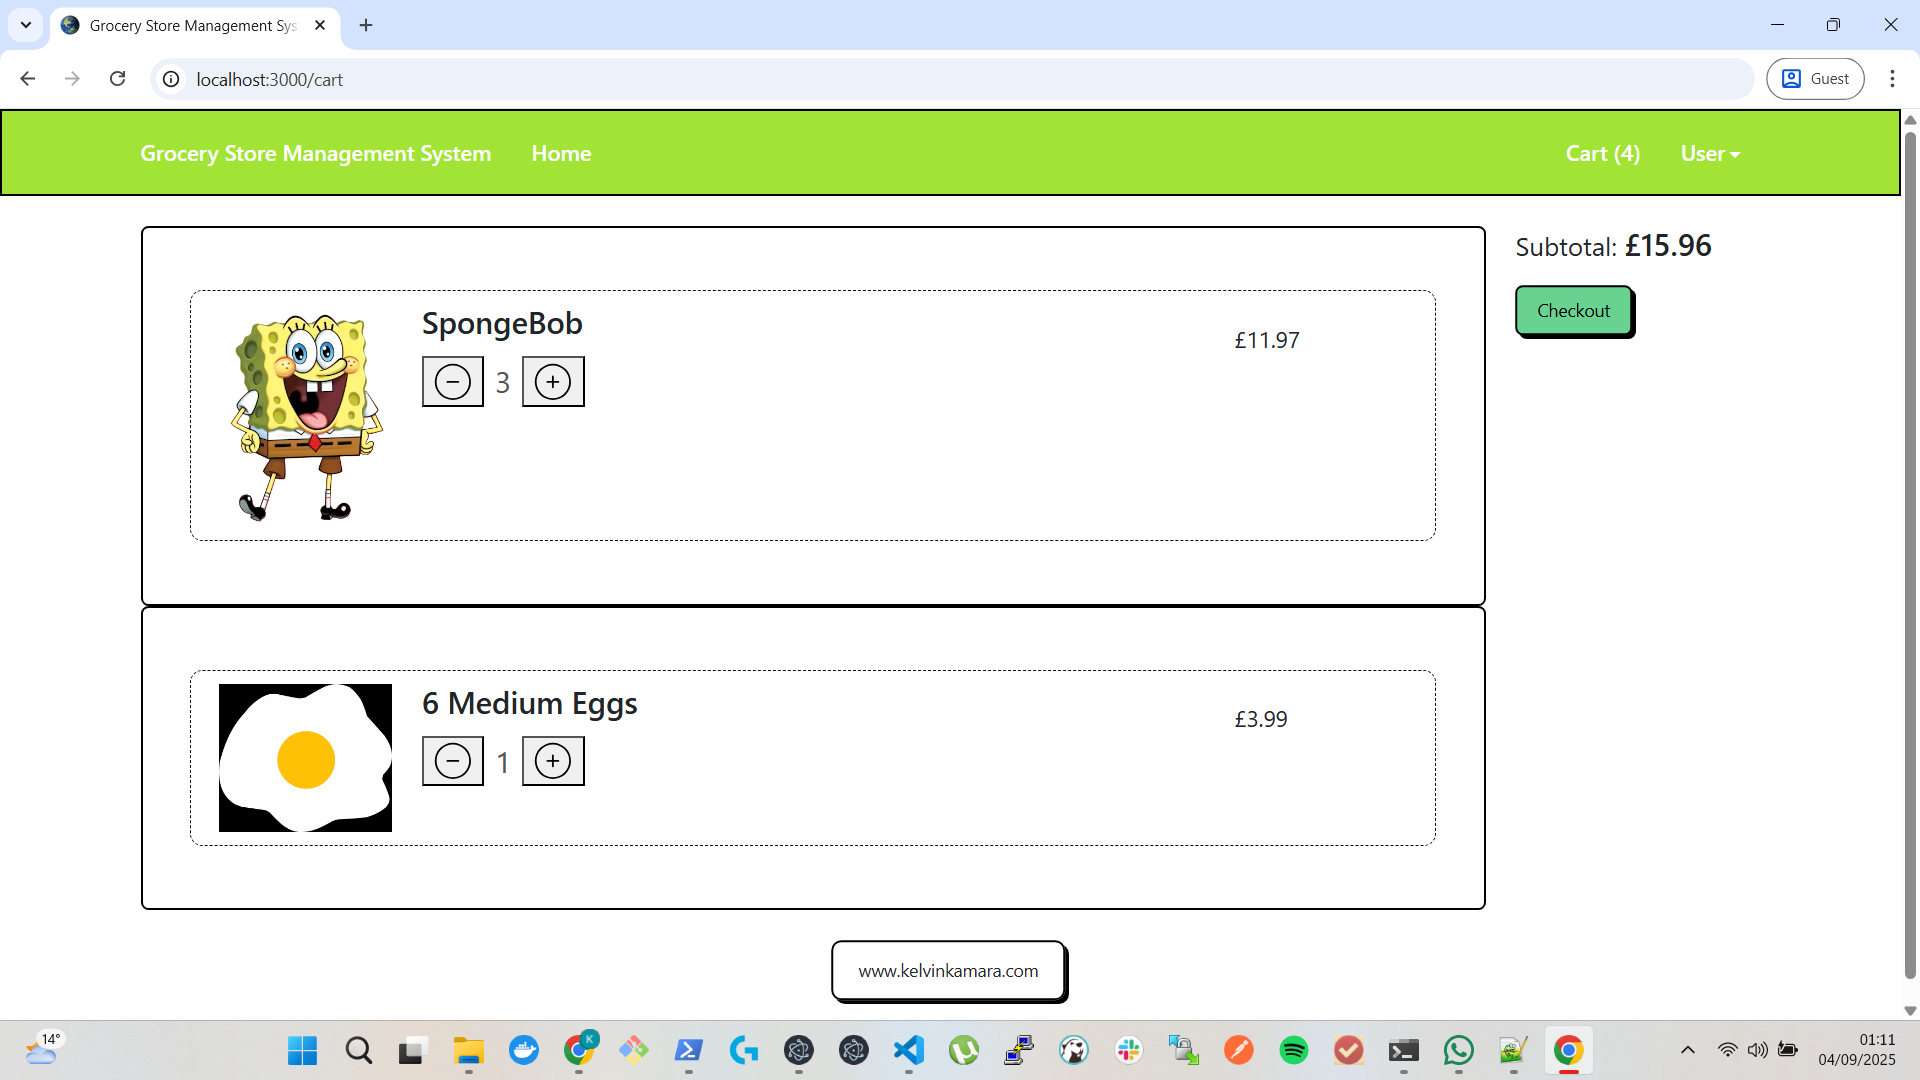 Grocery Store Management Sys
localhost:3000/cart
Guest
Grocery Store Management System Home Cart (4) User
SpongeBob
3
£11.97
Subtotal: £15.96
Checkout
6 Medium Eggs
1
£3.99
www.kelvinkamara.com
14°
K
01:11
04/09/2025